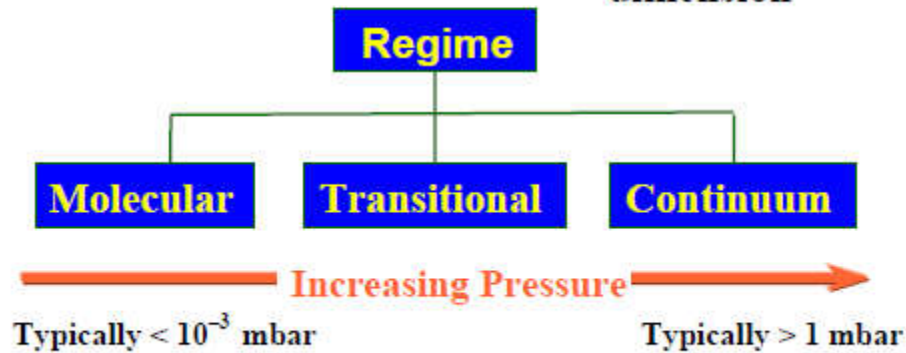 Regime
Molecular Transitional Continuum
Increasing Pressure
Typically < 10⁻³ mbar Typically > 1 mbar